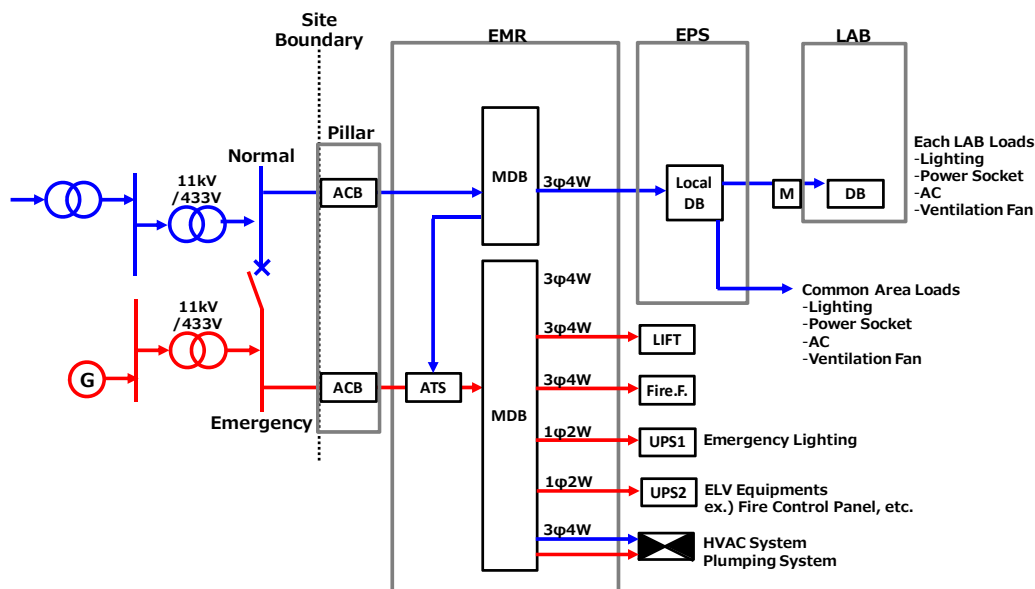 Site
Boundary
EMR
EPS
LAB
Pillar
Normal
11kV
/433V
ACB
MDB
3φ4W
Local
DB
M
DB
Each LAB Loads
-Lighting
-Power Socket
-AC
-Ventilation Fan
3φ4W
Common Area Loads
-Lighting
-Power Socket
-AC
-Ventilation Fan
11kV
/433V
3φ4W
LIFT
G
ACB
ATS
3φ4W
Fire.F.
Emergency
MDB
1φ2W
UPS1
Emergency Lighting
1φ2W
UPS2
ELV Equipments
ex.) Fire Control Panel, etc.
3φ4W
HVAC System
Plumping System